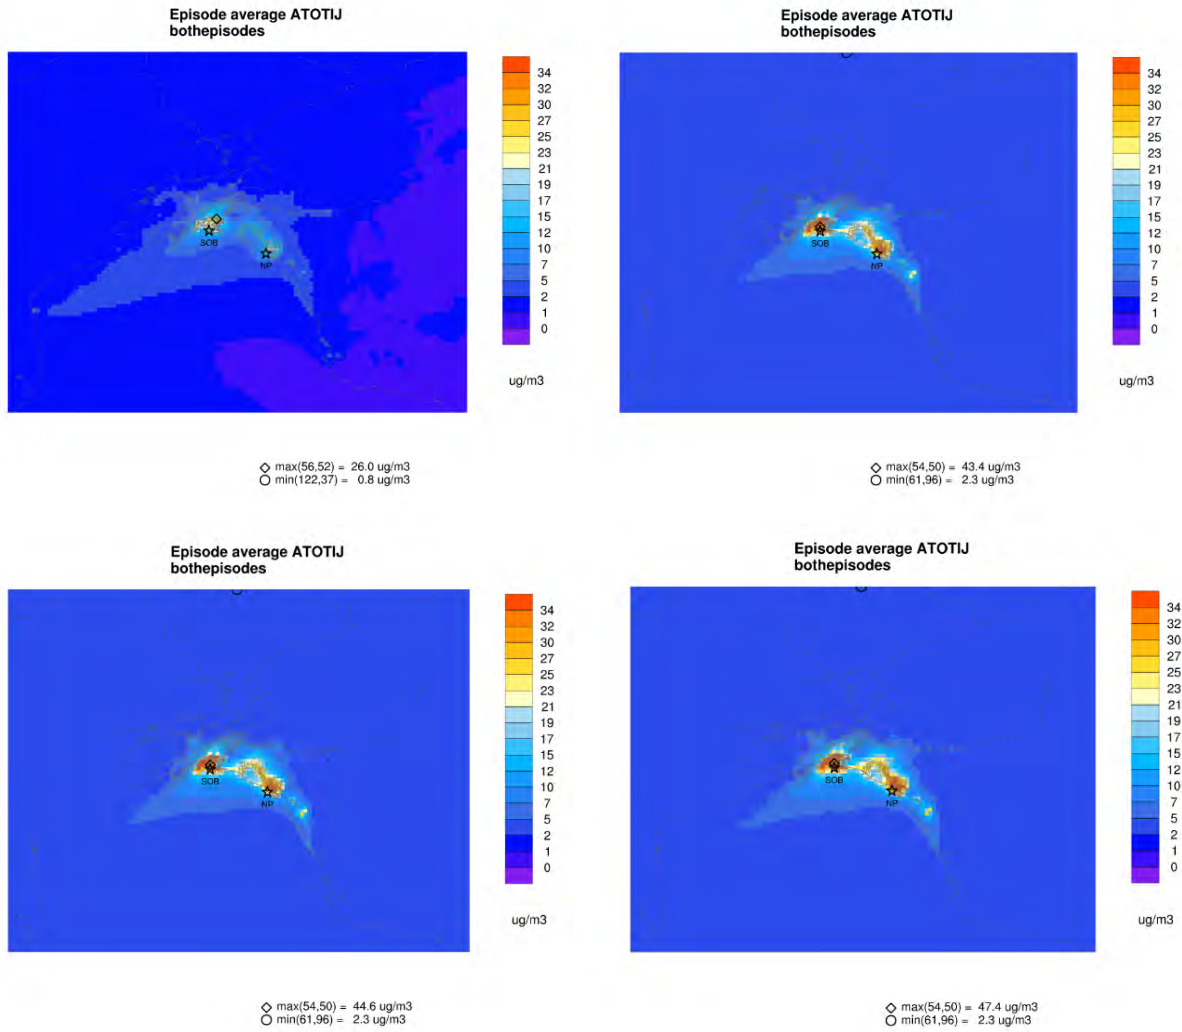 Episode average ATOTIJ
bothepisodes
34
32
30
27
25
23
21
19
17
15
12
10
7
5
2
1
0
ug/m3
SOB
NP
max(56,52) = 26.0 ug/m3
min(122,37) = 0.8 ug/m3
Episode average ATOTIJ
bothepisodes
34
32
30
27
25
23
21
19
17
15
12
10
7
5
2
1
0
ug/m3
SOB
NP
max(54,50) = 43.4 ug/m3
min(61,96) = 2.3 ug/m3
Episode average ATOTIJ
bothepisodes
34
32
30
27
25
23
21
19
17
15
12
10
7
5
2
1
0
ug/m3
SOB
NP
max(54,50) = 44.6 ug/m3
min(61,96) = 2.3 ug/m3
Episode average ATOTIJ
bothepisodes
34
32
30
27
25
23
21
19
17
15
12
10
7
5
2
1
0
ug/m3
SOB
NP
max(54,50) = 47.4 ug/m3
min(61,96) = 2.3 ug/m3